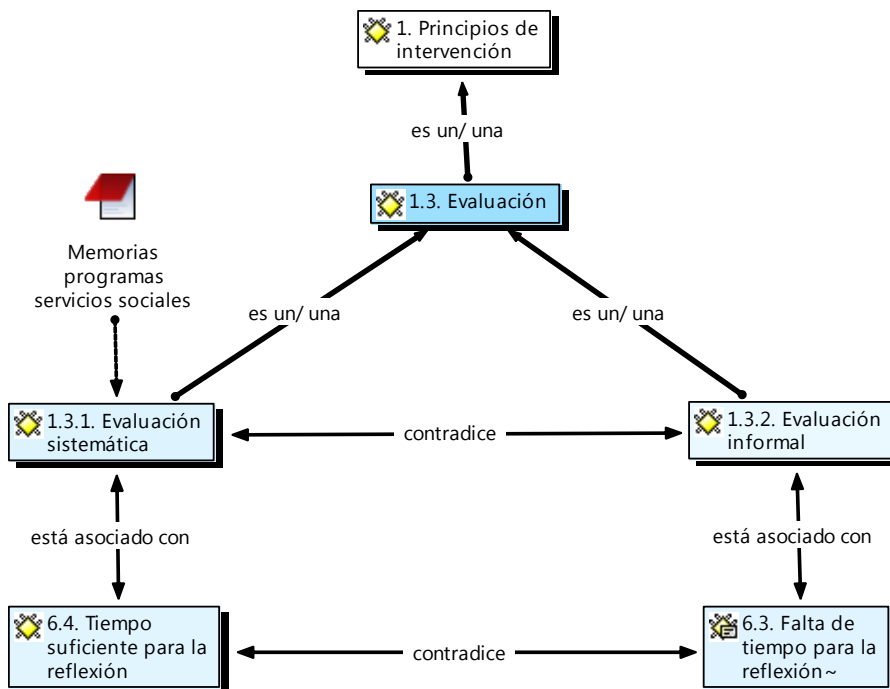 1. Principios de
intervención
es un/ una
1.3. Evaluación
Memorias
programas
servicios sociales
es un/ una
es un/ una
1.3.1. Evaluación
sistemática
contradice
1.3.2. Evaluación
informal
está asociado con
está asociado con
6.4. Tiempo
suficiente para la
reflexión
contradice
6.3. Falta de
tiempo para la
reflexión~